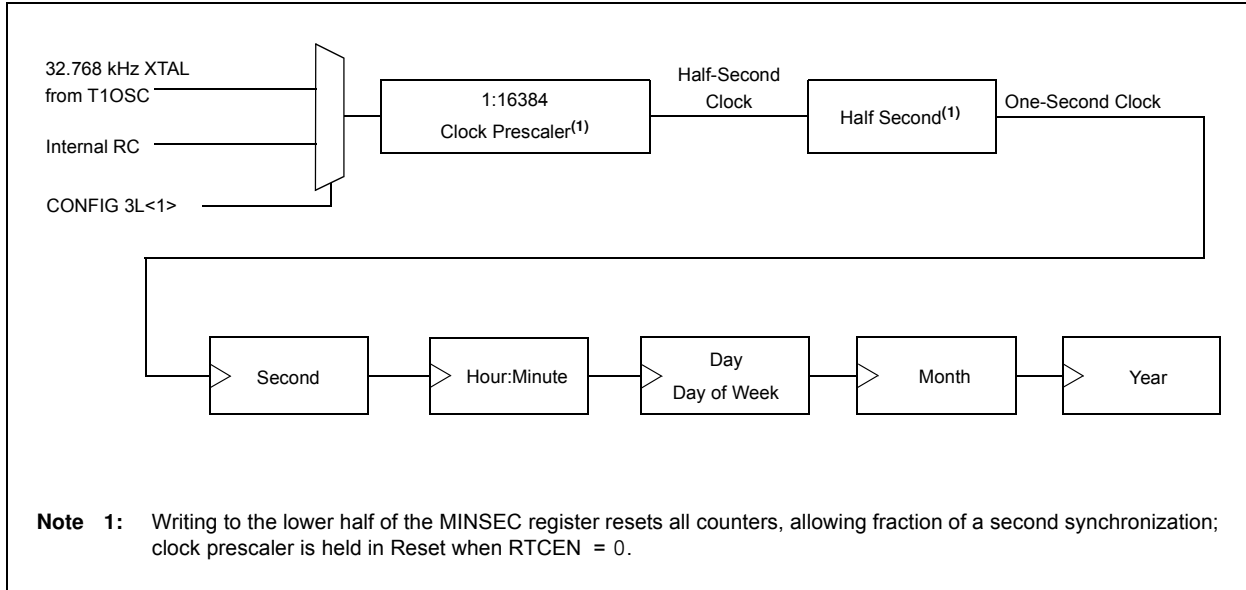 32.768 kHz XTAL
from T1OSC
Internal RC
CONFIG 3L<1>
1:16384
Clock Prescaler(1)
Half-Second
Clock
Half Second(1)
One-Second Clock
Second
Hour:Minute
Day
Day of Week
Month
Year
Note 1: Writing to the lower half of the MINSEC register resets all counters, allowing fraction of a second synchronization;
clock prescaler is held in Reset when RTCEN = 0.